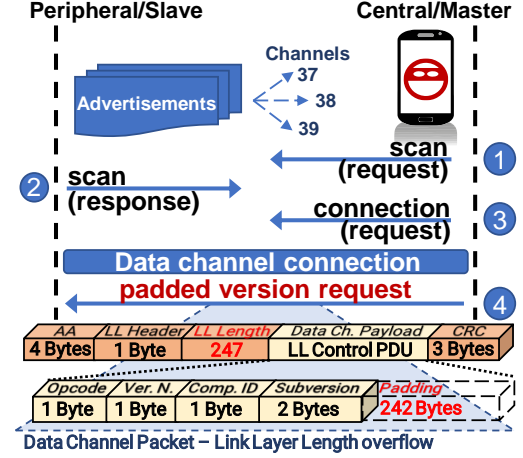 Peripheral/Slave
Central/Master
Channels
37
Advertisements
38
39
scan
(request)
1
2
scan
(response)
connection
(request)
3
Data channel connection
padded version request
4
AA
LL Header
LL Length
Data Ch. Payload
CRC
4 Bytes
1 Byte
247
LL Control PDU
3 Bytes
Opcode
Ver. N.
Comp. ID
Subversion
Padding
1 Byte
1 Byte
1 Byte
2 Bytes
242 Bytes
Data Channel Packet – Link Layer Length overflow